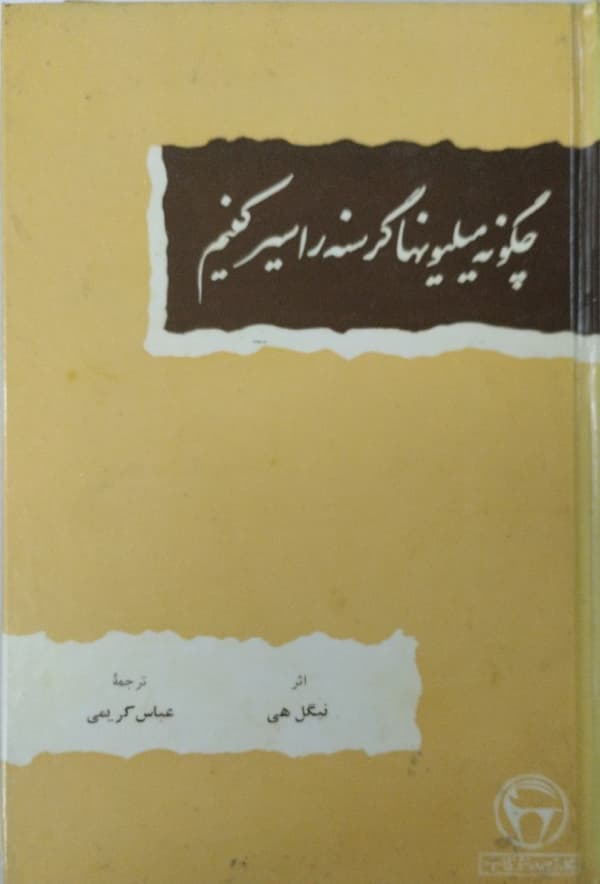 چگونه میلیونها گرسنه را سیر کنیم
اثر
نیگل هی
ترجمهٔ
عباس کریمی